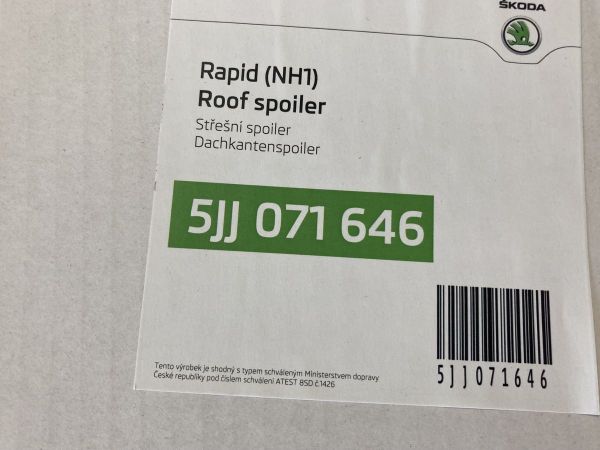 ŠKODA
Rapid (NH1)
Roof spoiler
Střešní spoiler
Dachkantenspoiler
5JJ 071 646
5JJ071646
Tento výrobek je shodný s typem schváleným Ministerstvem dopravy
České republiky pod číslem schválení ATEST 8SD č.1426